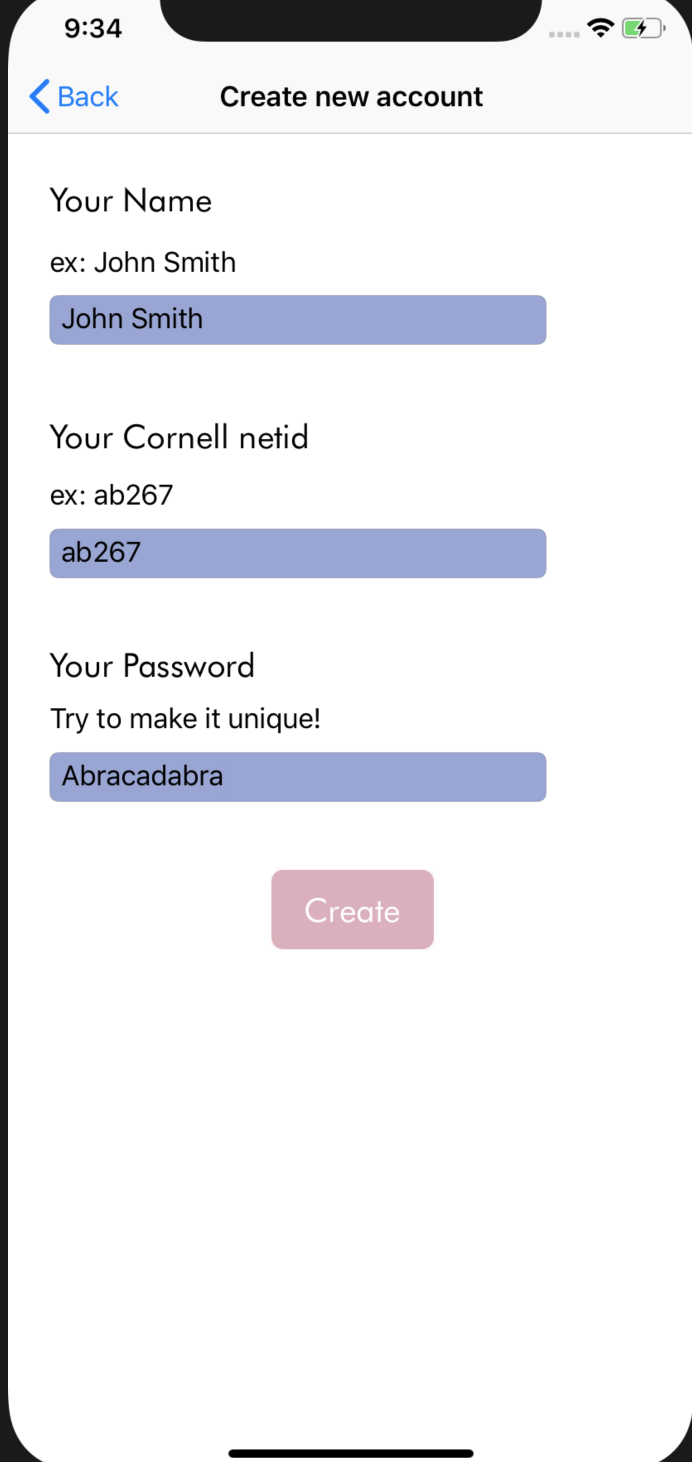 9:34
Back
Create new account
Your Name
ex: John Smith
John Smith
Your Cornell netid
ex: ab267
ab267
Your Password
Try to make it unique!
Abracadabra
Create